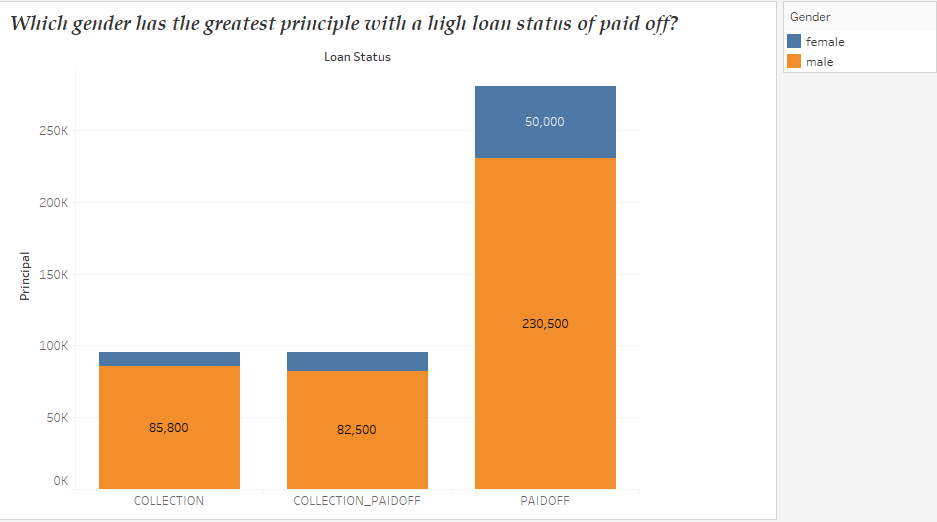 Which gender has the greatest principle with a high loan status of paid off?
Loan Status
Principal
250K
200K
150K
100K
50K
0K
50,000
230,500
85,800
82,500
COLLECTION
COLLECTION_PAIDOFF
PAIDOFF
Gender
female
male